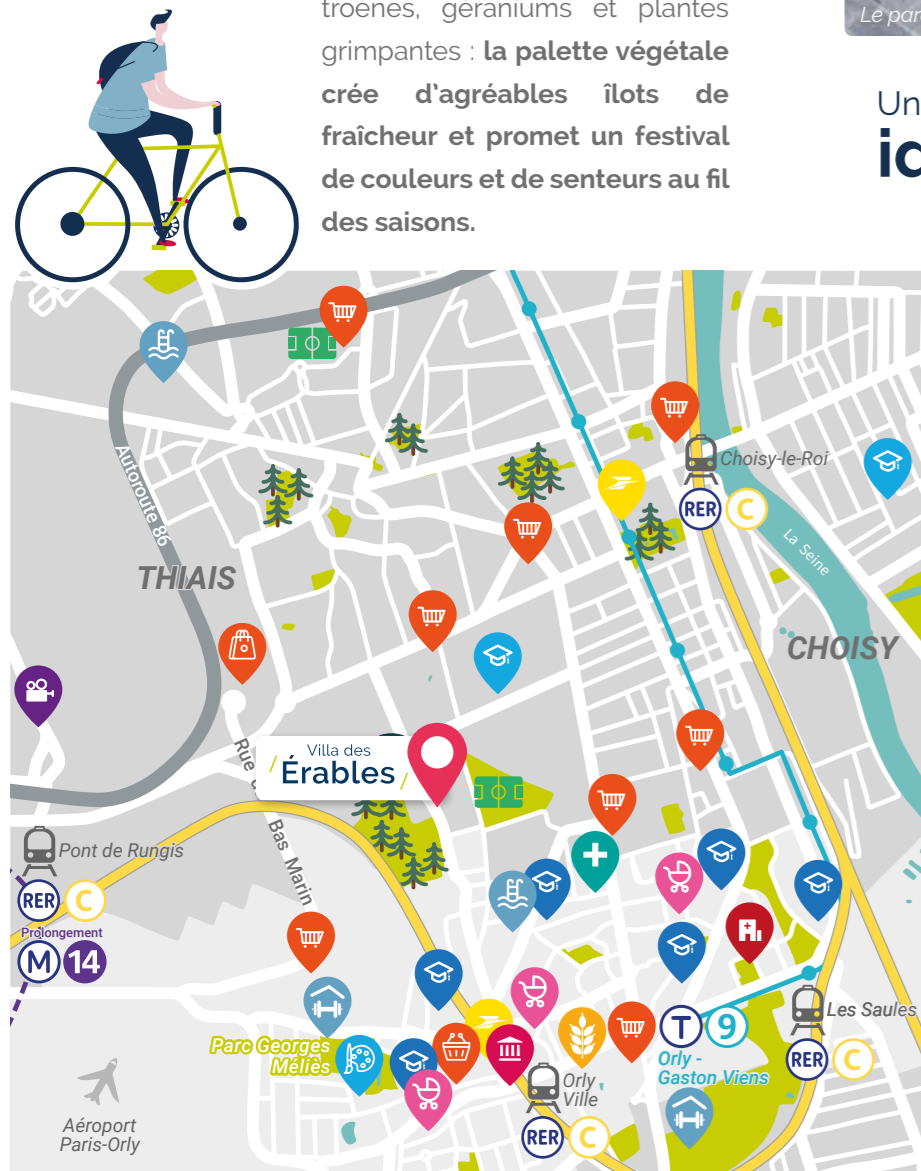 troènes, géraniums et plantes
grimpantes : la palette végétale
crée d'agréables îlots de
fraîcheur et promet un festival
de couleurs et de senteurs au fil
des saisons.
Le par
Un
Autoroute 86
THIAIS
Choisy-le-Roi
RER C
La Seine
CHOISY
Villa des
Érables
Rue
Bas Marin
Pont de Rungis
RER C
Prolongement
M 14
Parc Georges
Méliès
Aéroport
Paris-Orly
Orly
Ville
RER C
T 9
Orly -
Gaston Viens
Les Saules
RER C